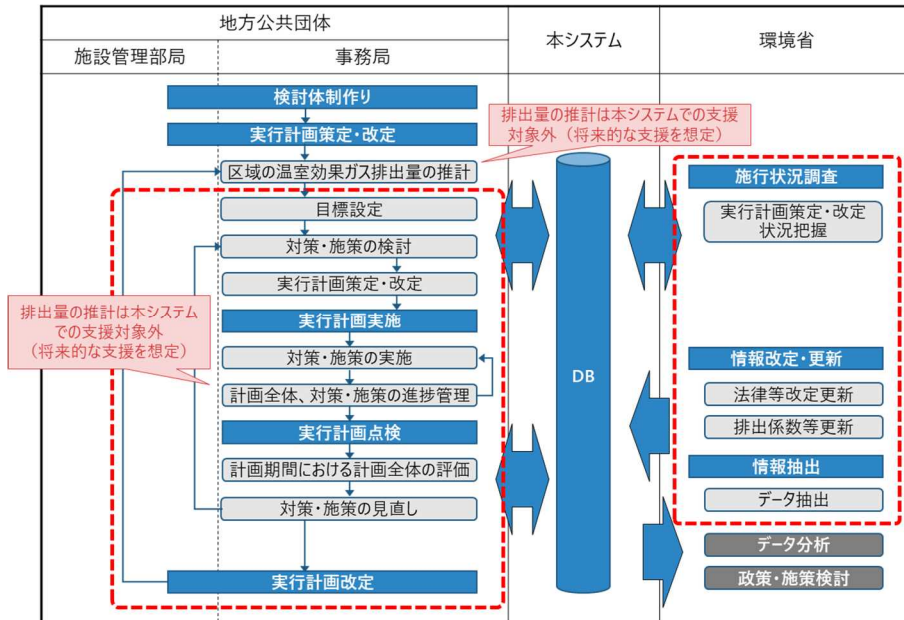 地方公共団体
施設管理部局
事務局
本システム
環境省
検討体制作り
実行計画策定・改定
区域の温室効果ガス排出量の推計
目標設定
対策・施策の検討
実行計画策定・改定
実行計画実施
対策・施策の実施
計画全体、対策・施策の進捗管理
実行計画点検
計画期間における計画全体の評価
対策・施策の見直し
実行計画改定
排出量の推計は本システムでの支援
対象外（将来的な支援を想定）
排出量の推計は本システム
での支援対象外
（将来的な支援を想定）
DB
施行状況調査
実行計画策定・改定
状況把握
情報改定・更新
法律等改定更新
排出係数等更新
情報抽出
データ抽出
データ分析
政策・施策検討